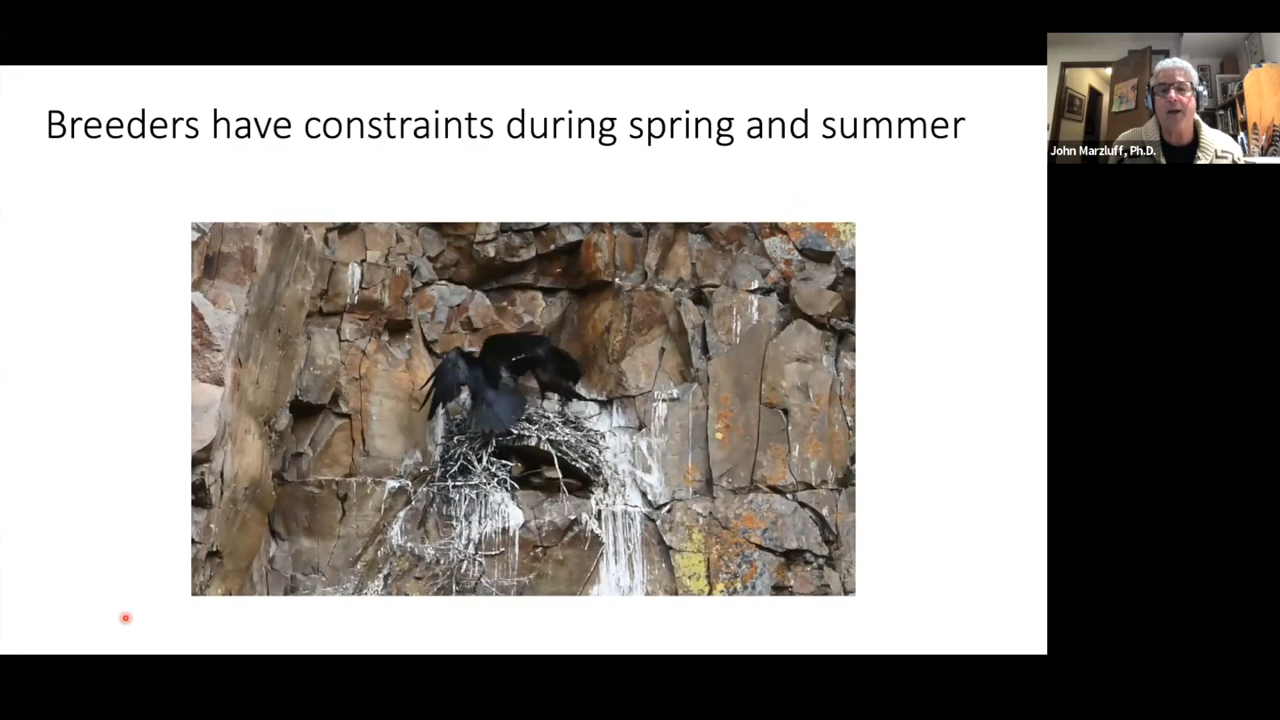 Breeders have constraints during spring and summer
John Marzluff, Ph.D.